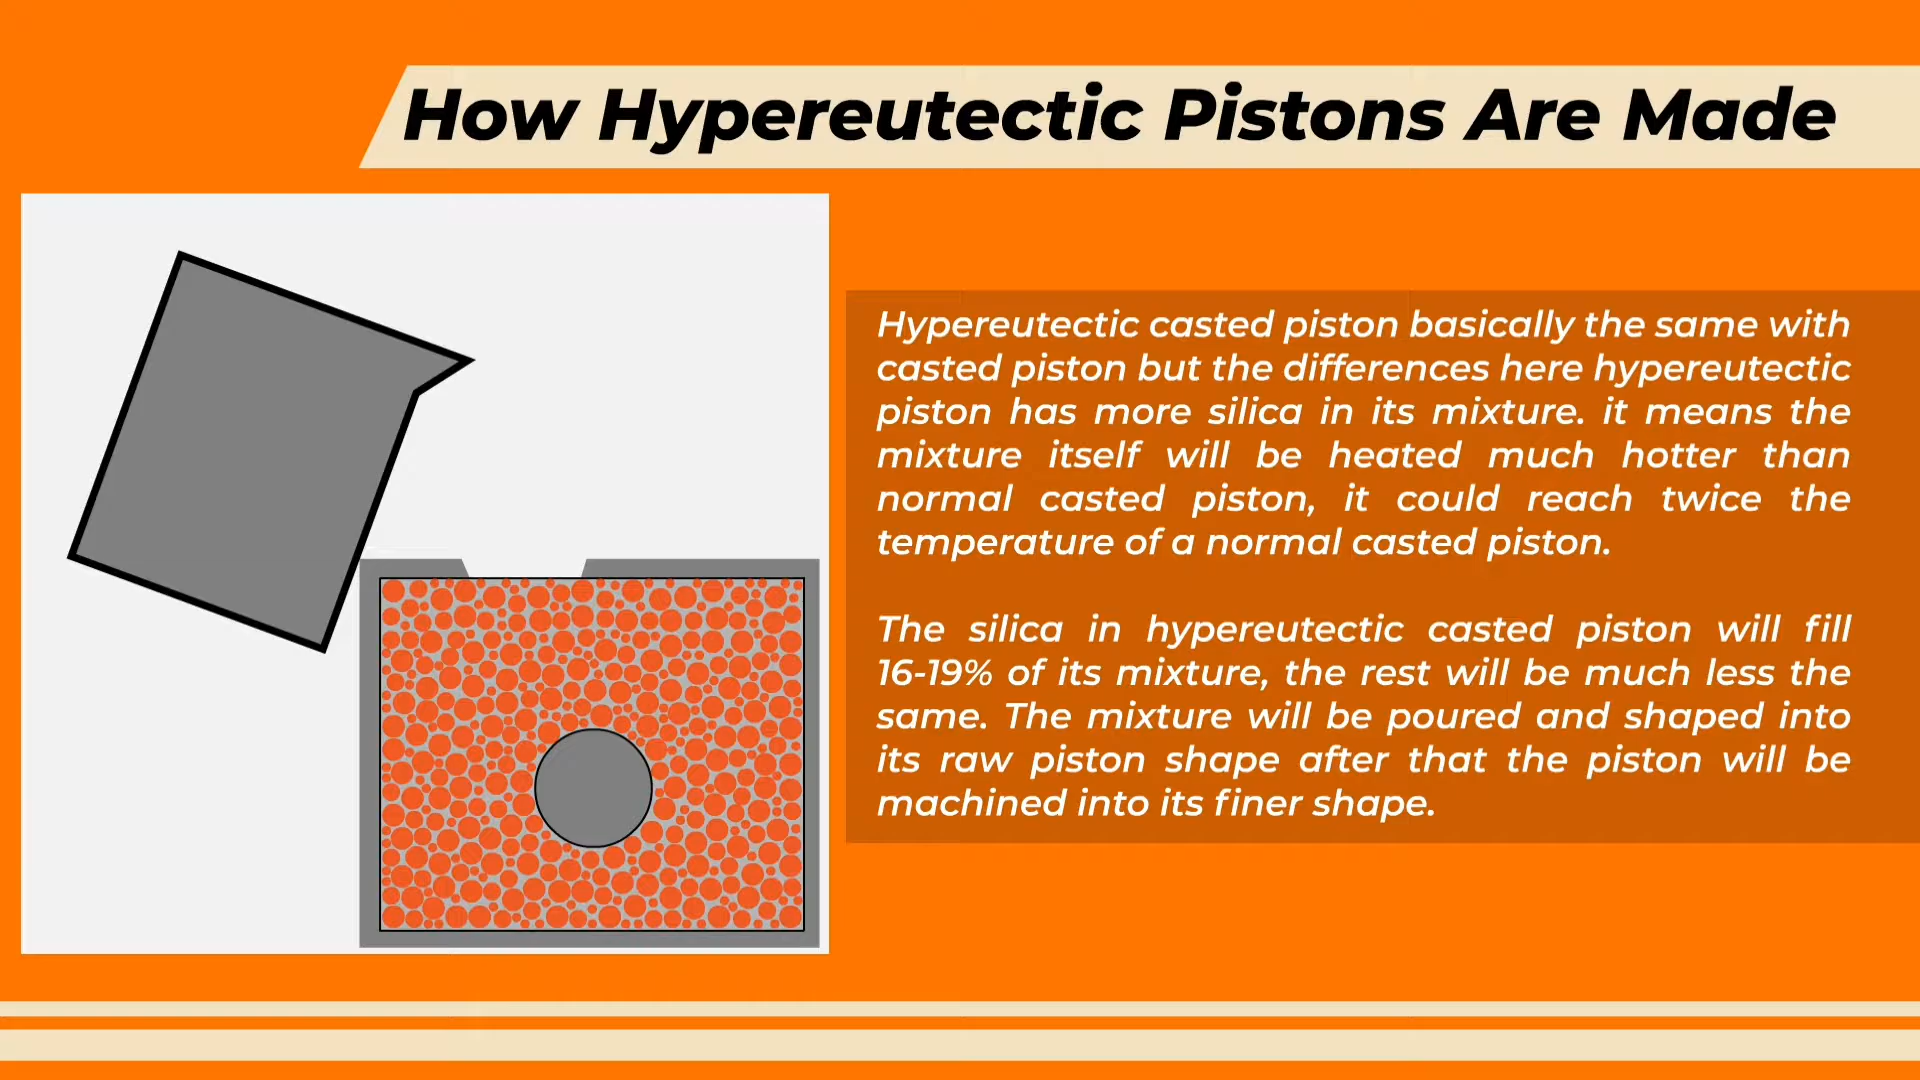 How Hypereutectic Pistons Are Made
Hypereutectic casted piston basically the same with
casted piston but the differences here hypereutectic
piston has more silica in its mixture. it means the
mixture itself will be heated much hotter than
normal casted piston, it could reach twice the
temperature of a normal casted piston.
The silica in hypereutectic casted piston will fill
16-19% of its mixture, the rest will be much less the
same. The mixture will be poured and shaped into
its raw piston shape after that the piston will be
machined into its finer shape.